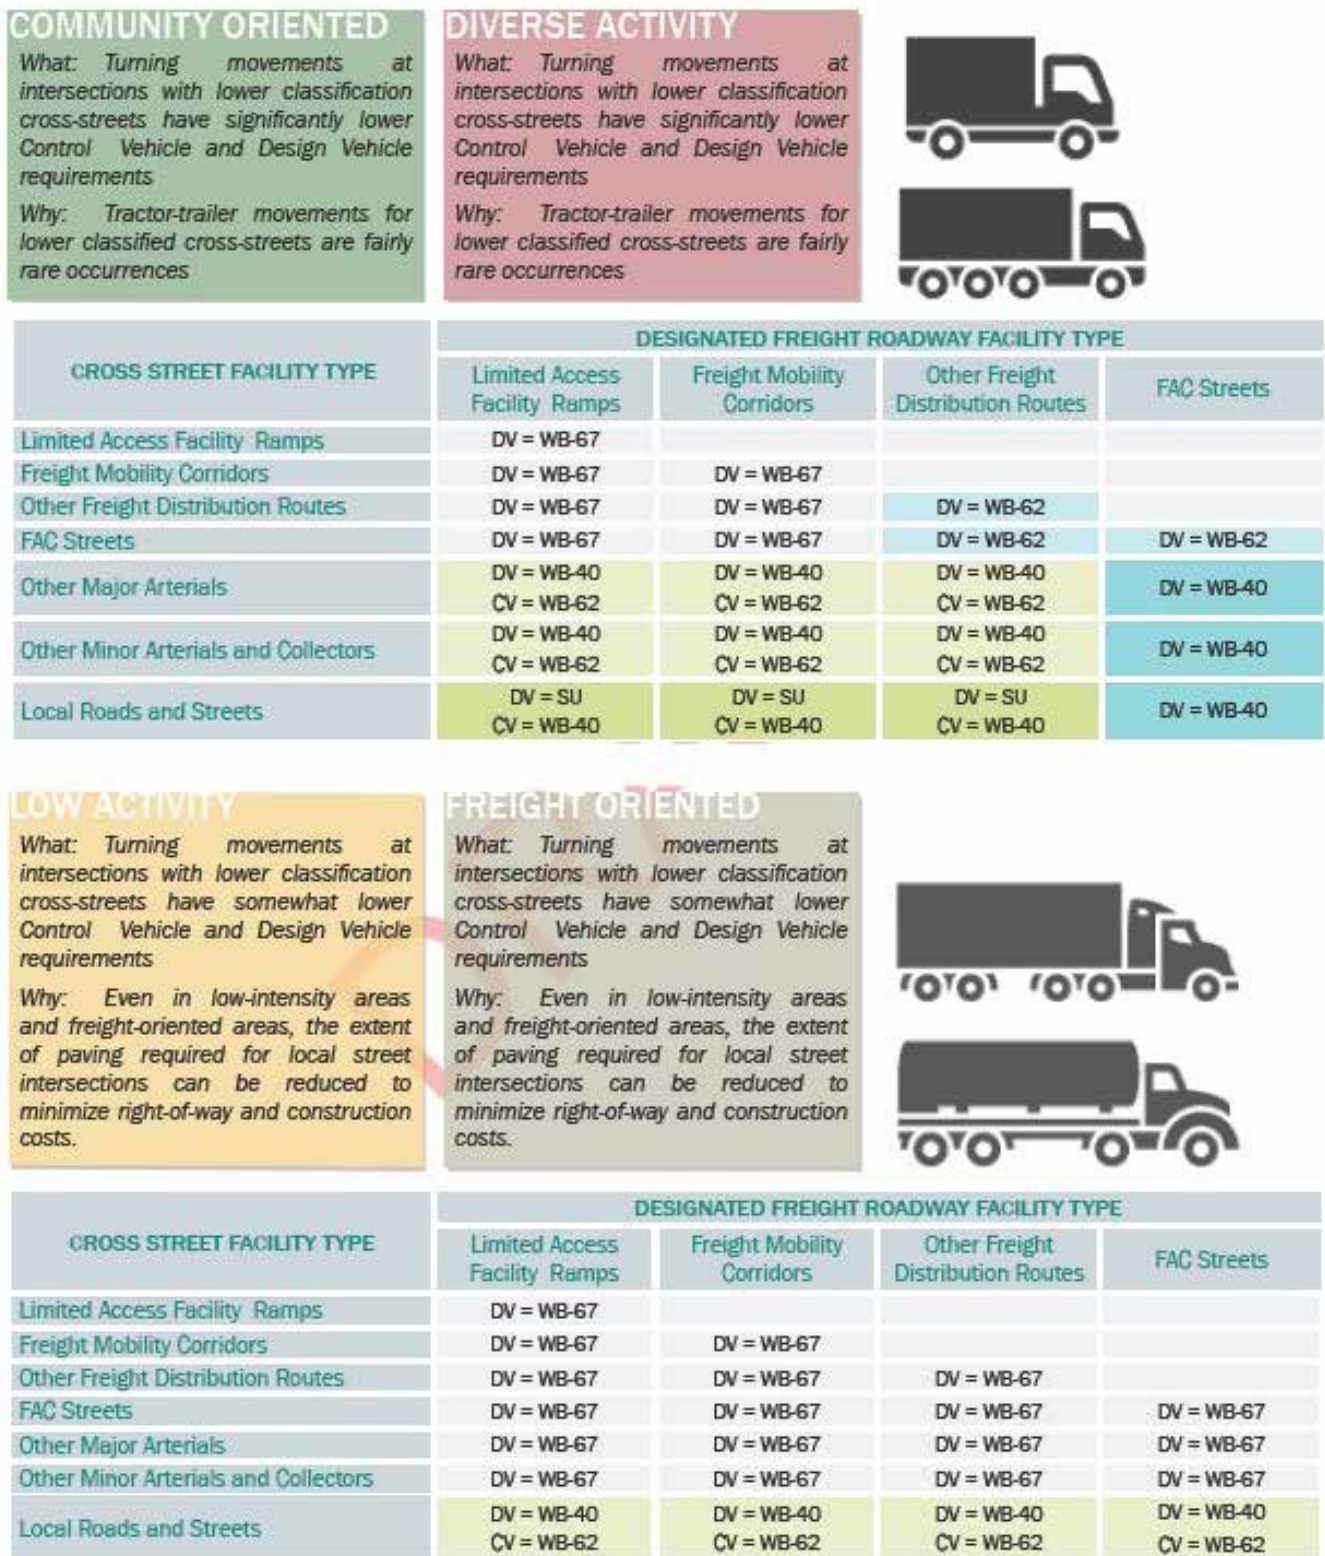 COMMUNITY ORIENTED
What: Turning movements at
intersections with lower classification
cross-streets have significantly lower
Control Vehicle and Design Vehicle
requirements
Why: Tractor-trailer movements for
lower classified cross-streets are fairly
rare occurrences
DIVERSE ACTIVITY
What: Turning movements at
intersections with lower classification
cross-streets have significantly lower
Control Vehicle and Design Vehicle
requirements
Why: Tractor-trailer movements for
lower classified cross-streets are fairly
rare occurrences
CROSS STREET FACILITY TYPE
DESIGNATED FREIGHT ROADWAY FACILITY TYPE
Limited Access
Facility Ramps
Freight Mobility
Corridors
Other Freight
Distribution Routes
FAC Streets
Limited Access Facility Ramps DV = WB-67
Freight Mobility Corridors DV = WB-67 DV = WB-67
Other Freight Distribution Routes DV = WB-67 DV = WB-67 DV = WB-62
FAC Streets DV = WB-67 DV = WB-67 DV = WB-62 DV = WB-62
Other Major Arterials
DV = WB-40 DV = WB-40 DV = WB-40 DV = WB-40
CV = WB-62 CV = WB-62 CV = WB-62
Other Minor Arterials and Collectors
DV = WB-40 DV = WB-40 DV = WB-40 DV = WB-40
CV = WB-62 CV = WB-62 CV = WB-62
Local Roads and Streets
DV = SU DV = SU DV = SU DV = WB-40
CV = WB-40 CV = WB-40 CV = WB-40
LOW ACTIVITY
What: Turning movements at
intersections with lower classification
cross-streets have somewhat lower
Control Vehicle and Design Vehicle
requirements
Why: Even in low-intensity areas
and freight-oriented areas, the extent
of paving required for local street
intersections can be reduced to
minimize right-of-way and construction
costs.
FREIGHT ORIENTED
What: Turning movements at
intersections with lower classification
cross-streets have somewhat lower
Control Vehicle and Design Vehicle
requirements
Why: Even in low-intensity areas
and freight-oriented areas, the extent
of paving required for local street
intersections can be reduced to
minimize right-of-way and construction
costs.
CROSS STREET FACILITY TYPE
DESIGNATED FREIGHT ROADWAY FACILITY TYPE
Limited Access
Facility Ramps
Freight Mobility
Corridors
Other Freight
Distribution Routes
FAC Streets
Limited Access Facility Ramps DV = WB-67
Freight Mobility Corridors DV = WB-67 DV = WB-67
Other Freight Distribution Routes DV = WB-67 DV = WB-67 DV = WB-67
FAC Streets DV = WB-67 DV = WB-67 DV = WB-67 DV = WB-67
Other Major Arterials DV = WB-67 DV = WB-67 DV = WB-67 DV = WB-67
Other Minor Arterials and Collectors DV = WB-67 DV = WB-67 DV = WB-67 DV = WB-67
Local Roads and Streets
DV = WB-40 DV = WB-40 DV = WB-40 DV = WB-40
CV = WB-62 CV = WB-62 CV = WB-62 CV = WB-62